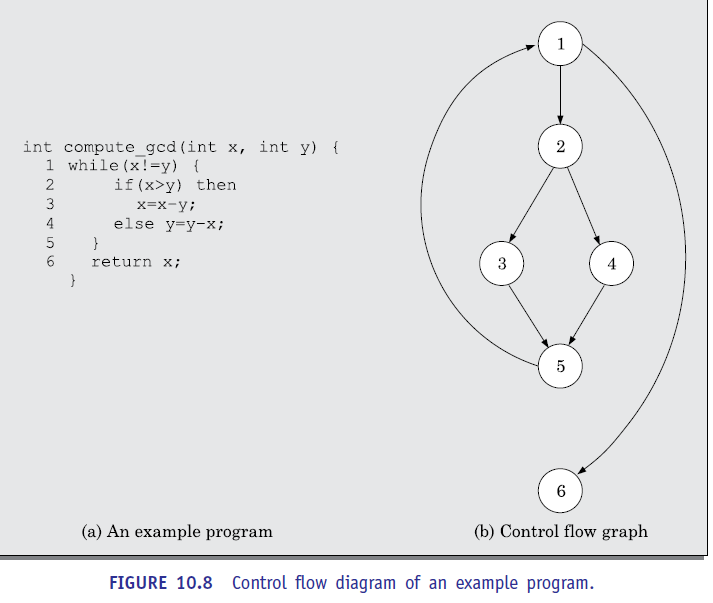 int compute_gcd(int x, int y) {
1 while(x!=y) {
2 if(x>y) then
3 x=x-y;
4 else y=y-x;
5 }
6 return x;
}
1
2
3
4
5
6
(a) An example program
(b) Control flow graph
FIGURE 10.8 Control flow diagram of an example program.